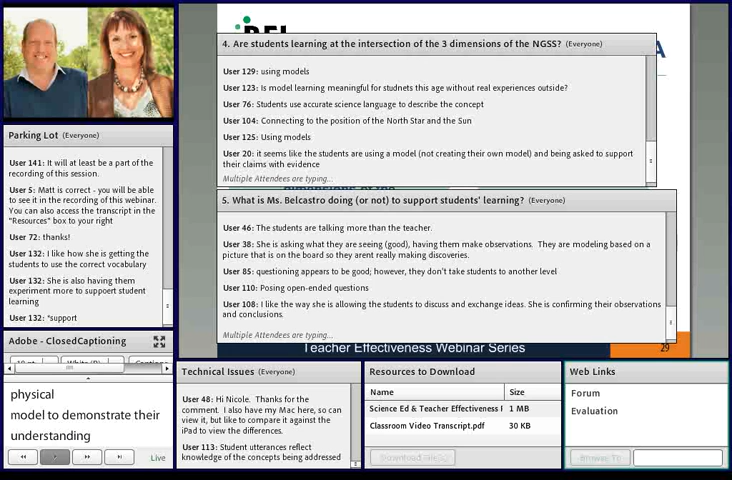 4. Are students learning at the intersection of the 3 dimensions of the NGSS? (Everyone)
User 129: using models
User 123: Is model learning meaningful for studnets this age without real experiences outside?
User 76: Students use accurate science language to describe the concept
User 104: Connecting to the position of the North Star and the Sun
User 125: Using models
User 20: it seems like the students are using a model (not creating their own model) and being asked to support
their claims with evidence
Multiple Attendees are typing...
5. What is Ms. Belcastro doing (or not) to support students' learning? (Everyone)
User 46: The students are talking more than the teacher.
User 38: She is asking what they are seeing (good), having them make observations. They are modeling based on a
picture that is on the board so they arent really making discoveries.
User 85: questioning appears to be good; however, they don't take students to another level
User 110: Posing open-ended questions
User 108: I like the way she is allowing the students to discuss and exchange ideas. She is confirming their observations
and conclusions.
Multiple Attendees are typing...
Teacher Effectiveness Webinar Series
29
Parking Lot (Everyone)
User 141: It will at least be a part of the
recording of this session.
User 5: Matt is correct - you will be able
to see it in the recording of this webinar.
You can also access the transcript in the
"Resources" box to your right
User 72: thanks!
User 132: I like how she is getting the
students to use the correct vocabulary
User 132: She is also having them
experiment more to suppoert student
learning
User 132: *support
Adobe - ClosedCaptioning
physical
model to demonstrate their
understanding
Live
Technical Issues (Everyone)
User 48: Hi Nicole. Thanks for the
comment. I also have my Mac here, so can
view it, but like to compare it against the
iPad to view the differences.
User 113: Student utterances reflect
knowledge of the concepts being addressed
Resources to Download
Name Size
Science Ed & Teacher Effectiveness 1 MB
Classroom Video Transcript.pdf 30 KB
Download File(s)
Web Links
Forum
Evaluation
Browse To